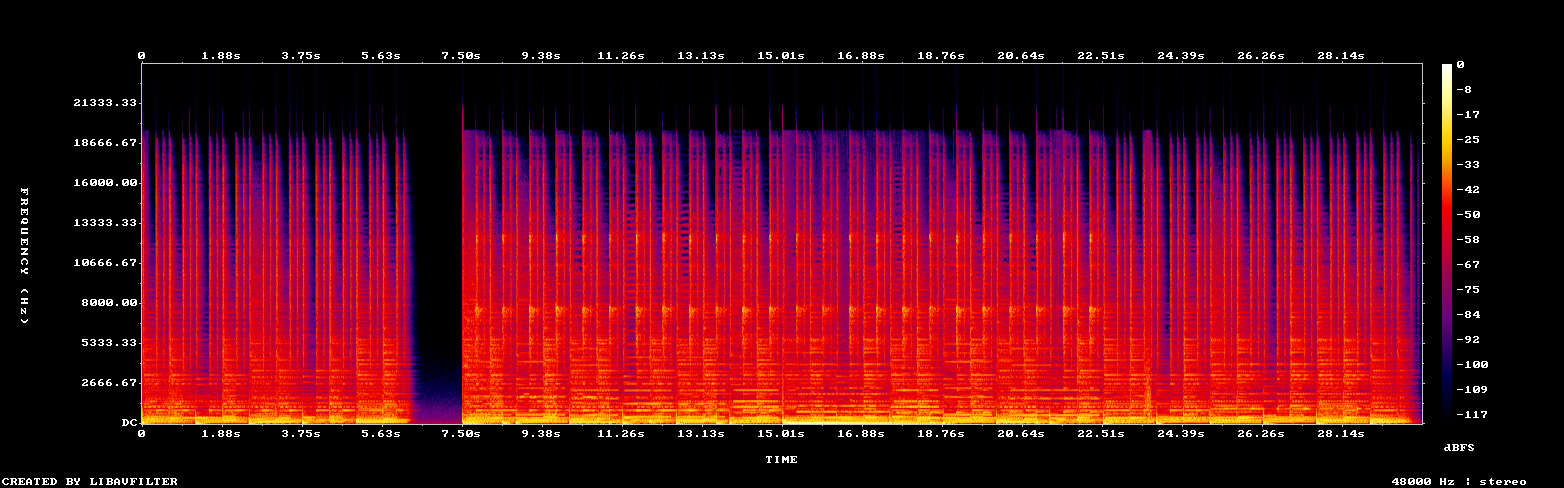 0 1.88s 3.75s 5.63s 7.50s 9.38s 11.26s 13.13s 15.01s 16.88s 18.76s 20.64s 22.51s 24.39s 26.26s 28.14s
21333.33
18666.67
16000.00
13333.33
10666.67
8000.00
5333.33
2666.67
DC
FREQUENCY (Hz)
0
-8
-17
-25
-33
-42
-50
-58
-67
-75
-84
-92
-100
-109
-117
0 1.88s 3.75s 5.63s 7.50s 9.38s 11.26s 13.13s 15.01s 16.88s 18.76s 20.64s 22.51s 24.39s 26.26s 28.14s
dBFS
TIME
CREATED BY LIBAVFILTER
48000 Hz | stereo